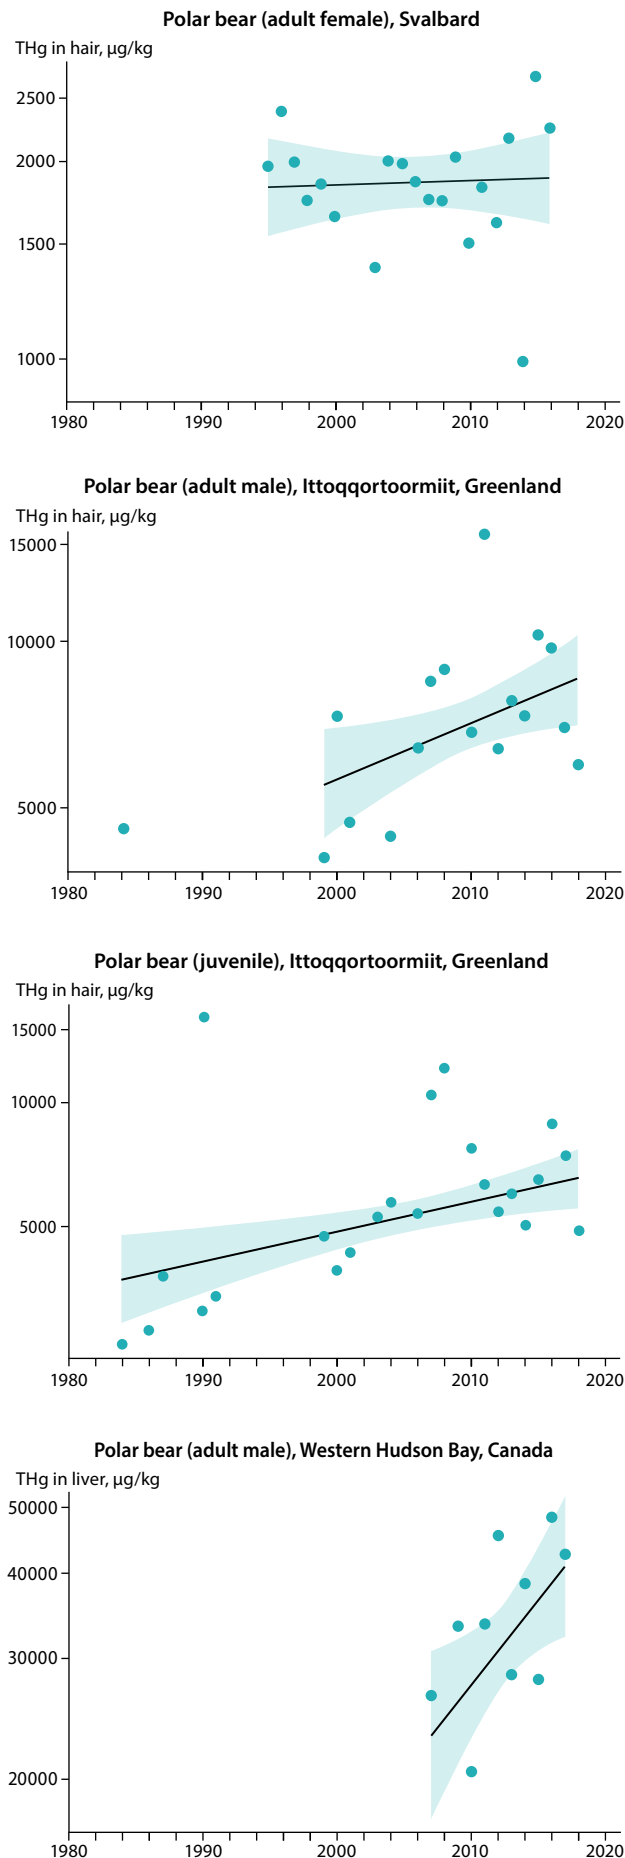 Polar bear (adult female), Svalbard
THg in hair, µg/kg
2500
2000
1500
1000
1980 1990 2000 2010 2020
Polar bear (adult male), Ittoqqortoormiit, Greenland
THg in hair, µg/kg
15000
10000
5000
1980 1990 2000 2010 2020
Polar bear (juvenile), Ittoqqortoormiit, Greenland
THg in hair, µg/kg
15000
10000
5000
1980 1990 2000 2010 2020
Polar bear (adult male), Western Hudson Bay, Canada
THg in liver, µg/kg
50000
40000
30000
20000
1980 1990 2000 2010 2020